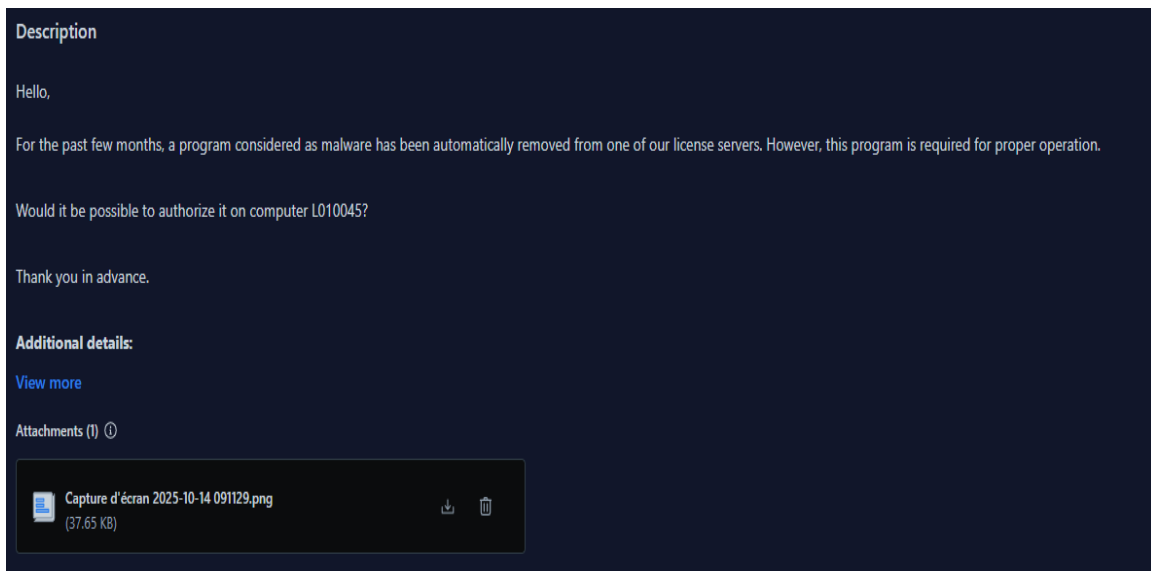 Description
Hello,
For the past few months, a program considered as malware has been automatically removed from one of our license servers. However, this program is required for proper operation.
Would it be possible to authorize it on computer L010045?
Thank you in advance.
Additional details:
View more
Attachments (1)
Capture d'écran 2025-10-14 091129.png
(37.65 KB)